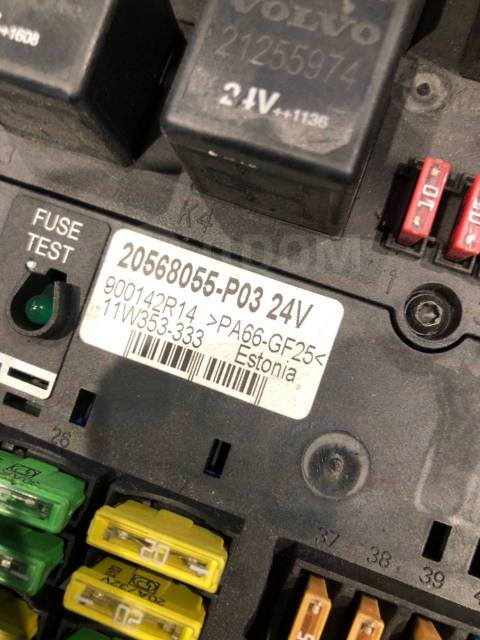 ++1608
VOLVO
21255974
24V ++1136
10
K4
FUSE
TEST
20568055-P03 24V
900142R14 >PA66-GF25<
11W353-333
Estonia
1
28
20
20
37
38
39